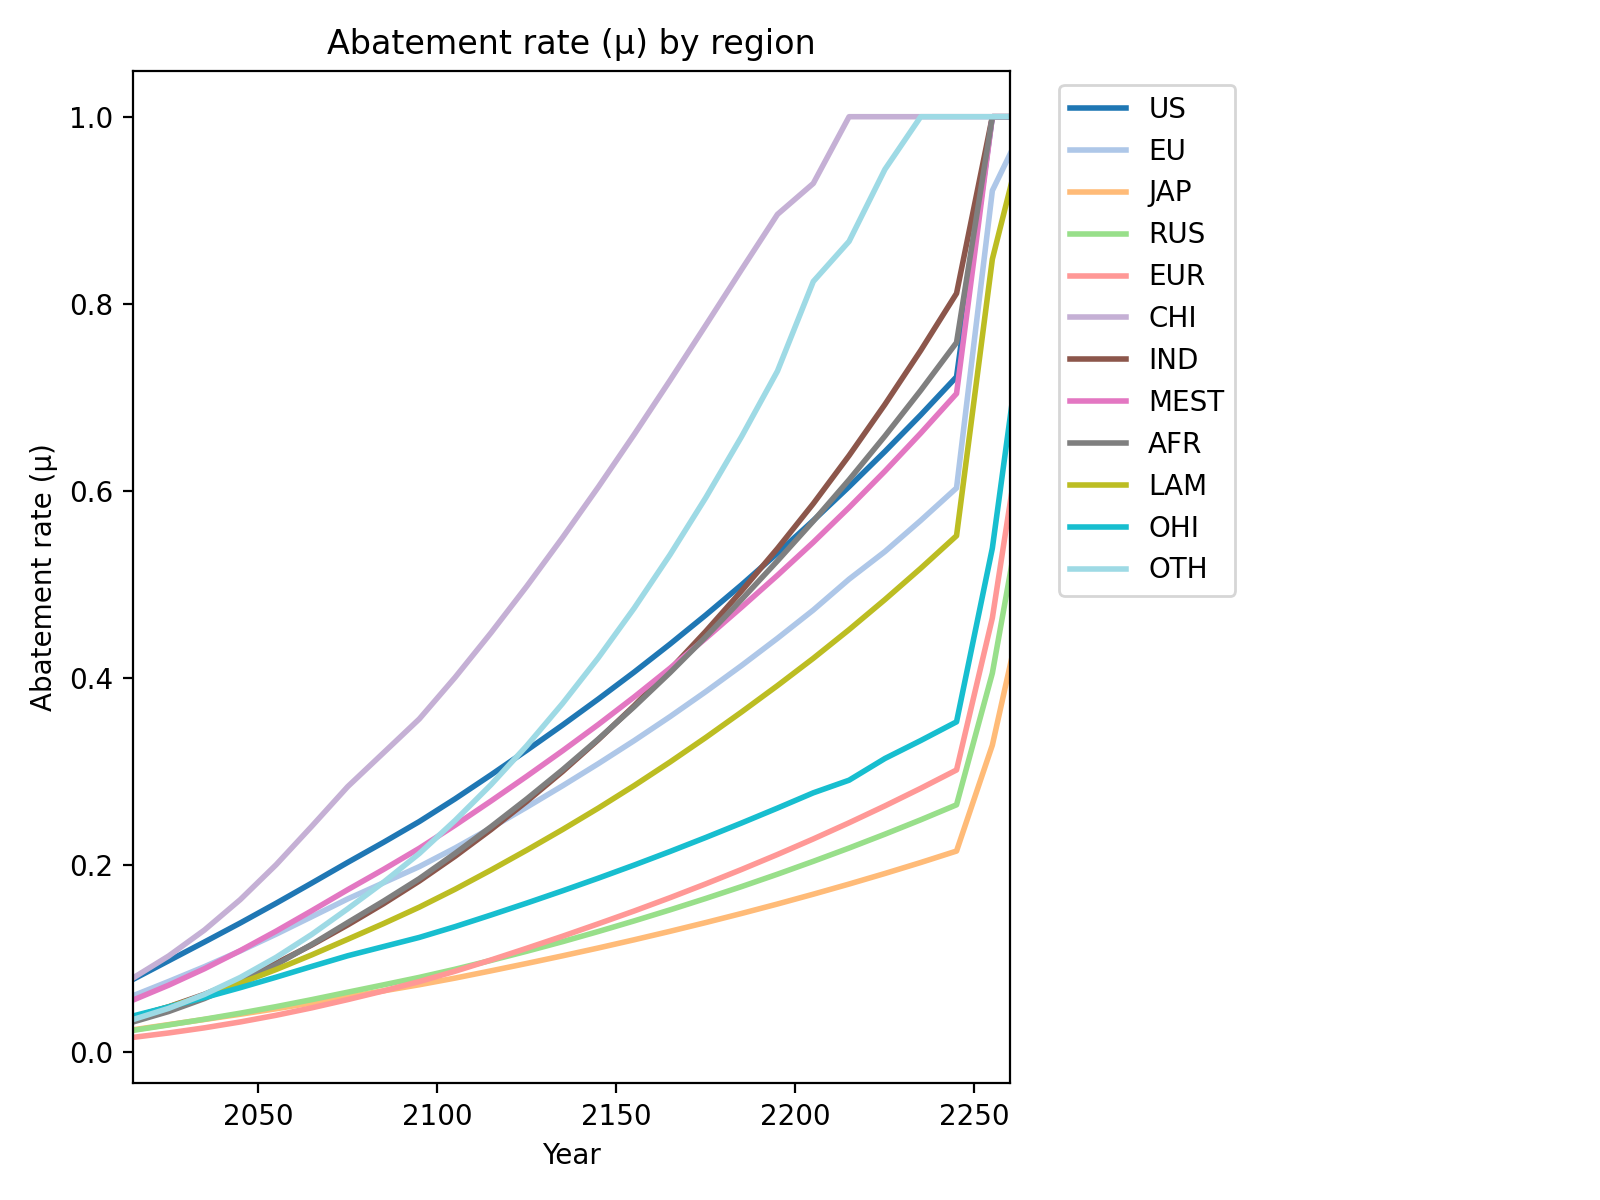 Abatement rate (μ) by region
Abatement rate (μ)
1.0
0.8
0.6
0.4
0.2
0.0
2050 2100 2150 2200 2250
Year
US
EU
JAP
RUS
EUR
CHI
IND
MEST
AFR
LAM
OHI
OTH